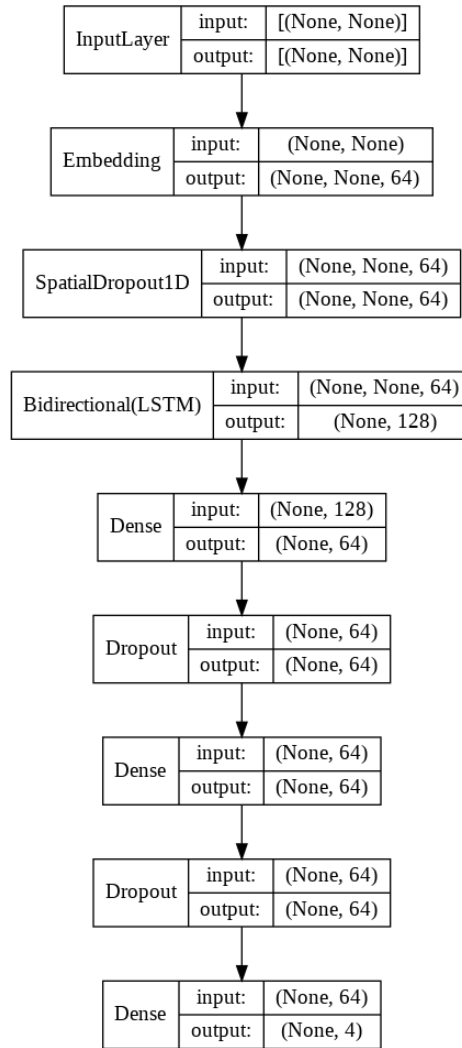 InputLayer input: [(None, None)]
output: [(None, None)]
Embedding input: (None, None)
output: (None, None, 64)
SpatialDropout1D input: (None, None, 64)
output: (None, None, 64)
Bidirectional(LSTM) input: (None, None, 64)
output: (None, 128)
Dense input: (None, 128)
output: (None, 64)
Dropout input: (None, 64)
output: (None, 64)
Dense input: (None, 64)
output: (None, 64)
Dropout input: (None, 64)
output: (None, 64)
Dense input: (None, 64)
output: (None, 4)